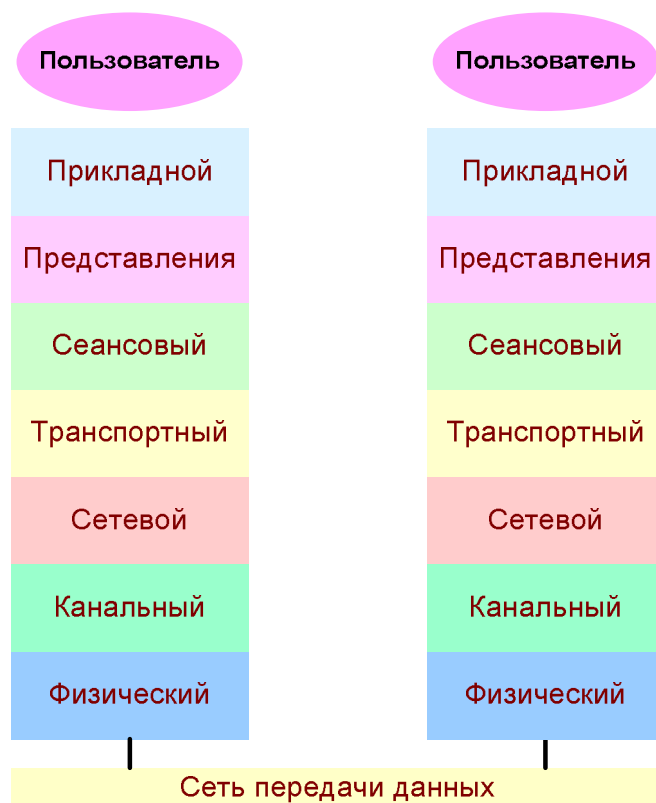 Пользователь
Прикладной
Представления
Сеансовый
Транспортный
Сетевой
Канальный
Физический
Пользователь
Прикладной
Представления
Сеансовый
Транспортный
Сетевой
Канальный
Физический
Сеть передачи данных